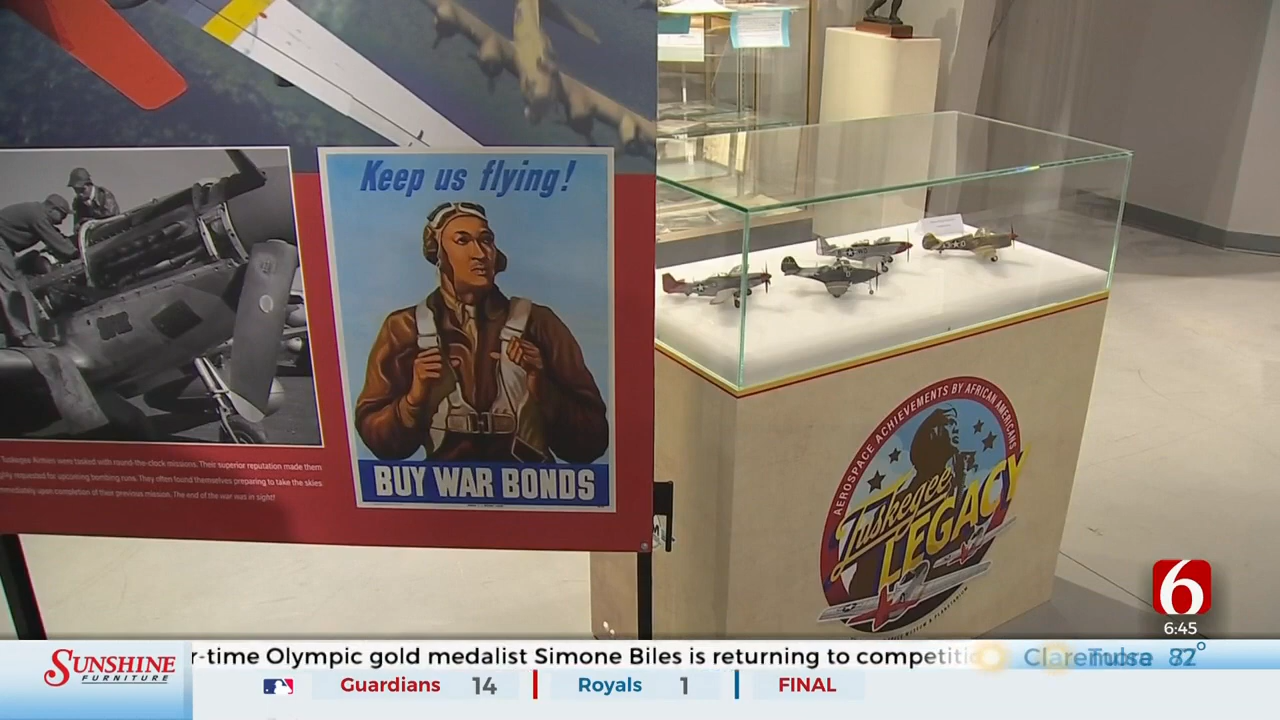 Keep us flying!
BUY WAR BONDS
Tuskegee Airmen were tasked with round-the-clock missions. Their superior reputation made them
highly requested for upcoming bombing runs. They often found themselves preparing to take the skies
immediately upon completion of their previous mission. The end of the war was in sight!
AEROSPACE ACHIEVEMENTS BY AFRICAN AMERICANS
Tuskegee
LEGACY
MUSEUM & PLANETARIUM
6
6:45
SUNSHINE
FURNITURE
r-time Olympic gold medalist Simone Biles is returning to competiti
82°
Guardians 14 Royals 1 FINAL